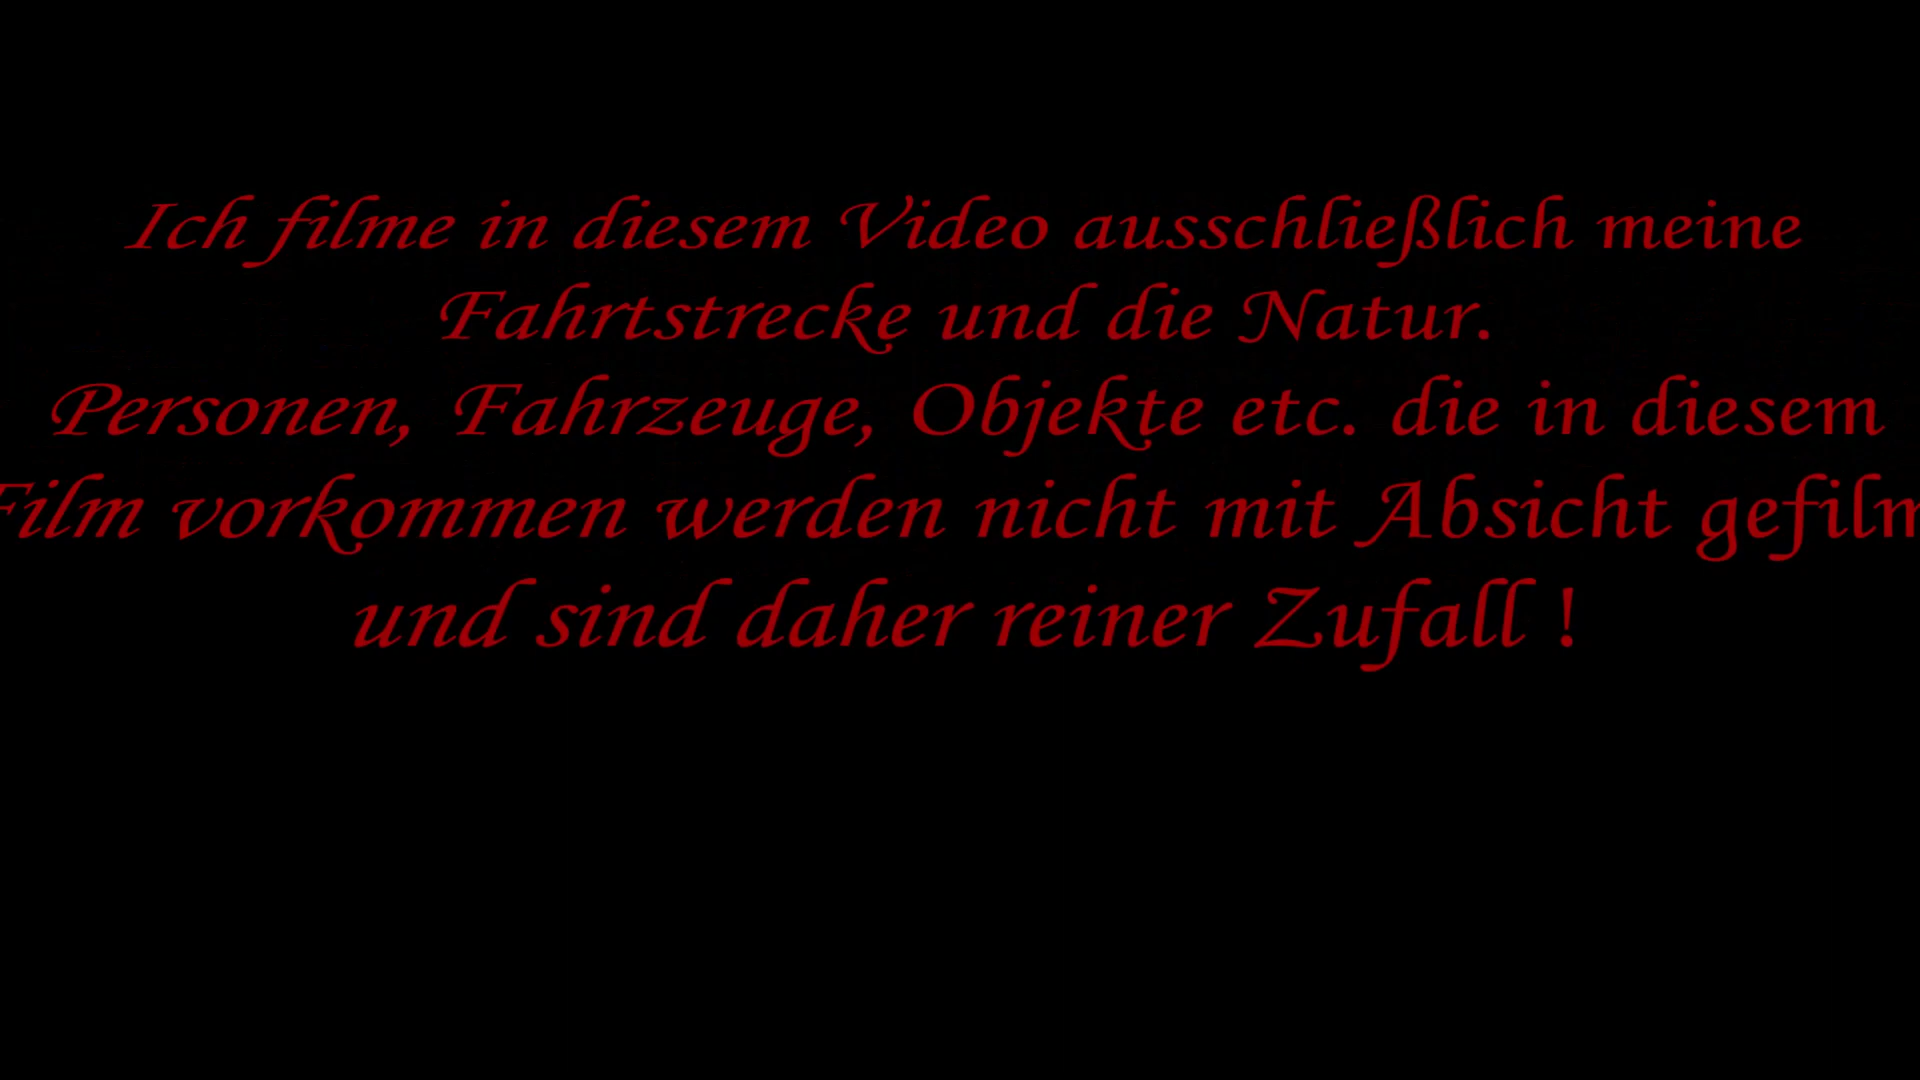 Ich filme in diesem Video ausschließlich meine
Fahrtstrecke und die Natur.
Personen, Fahrzeuge, Objekte etc. die in diesem
Film vorkommen werden nicht mit Absicht gefilm
und sind daher reiner Zufall !